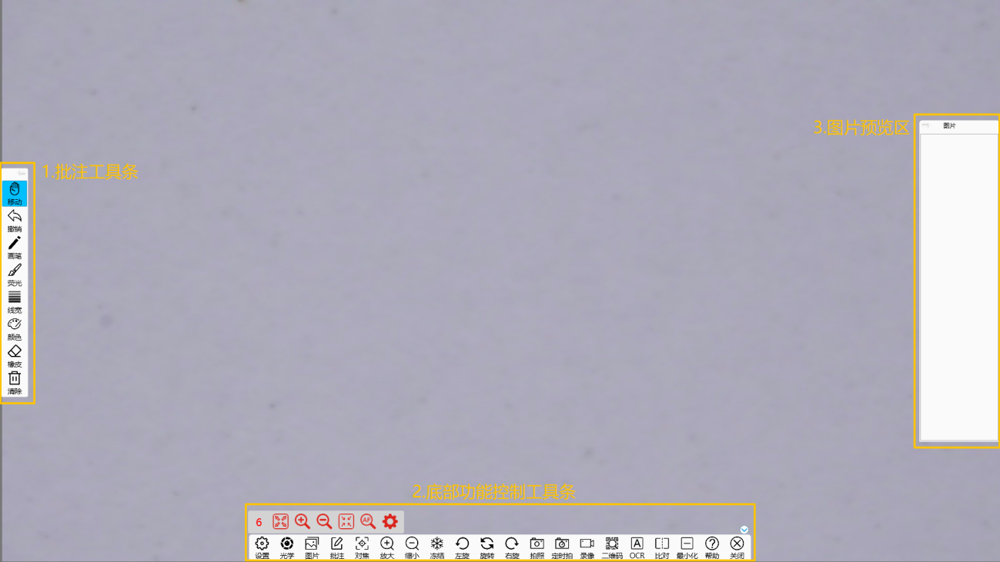 3.图片预览区
图片
1.批注工具条
移动
撤销
画笔
荧光
线宽
颜色
橡皮
清除
2.底部功能控制工具条
6
AF
设置 光学 图片 批注 对焦 放大 缩小 冻结 左旋 旋转 右旋 拍照 定时拍 录像 二维码 OCR 比对 最小化 帮助 关闭